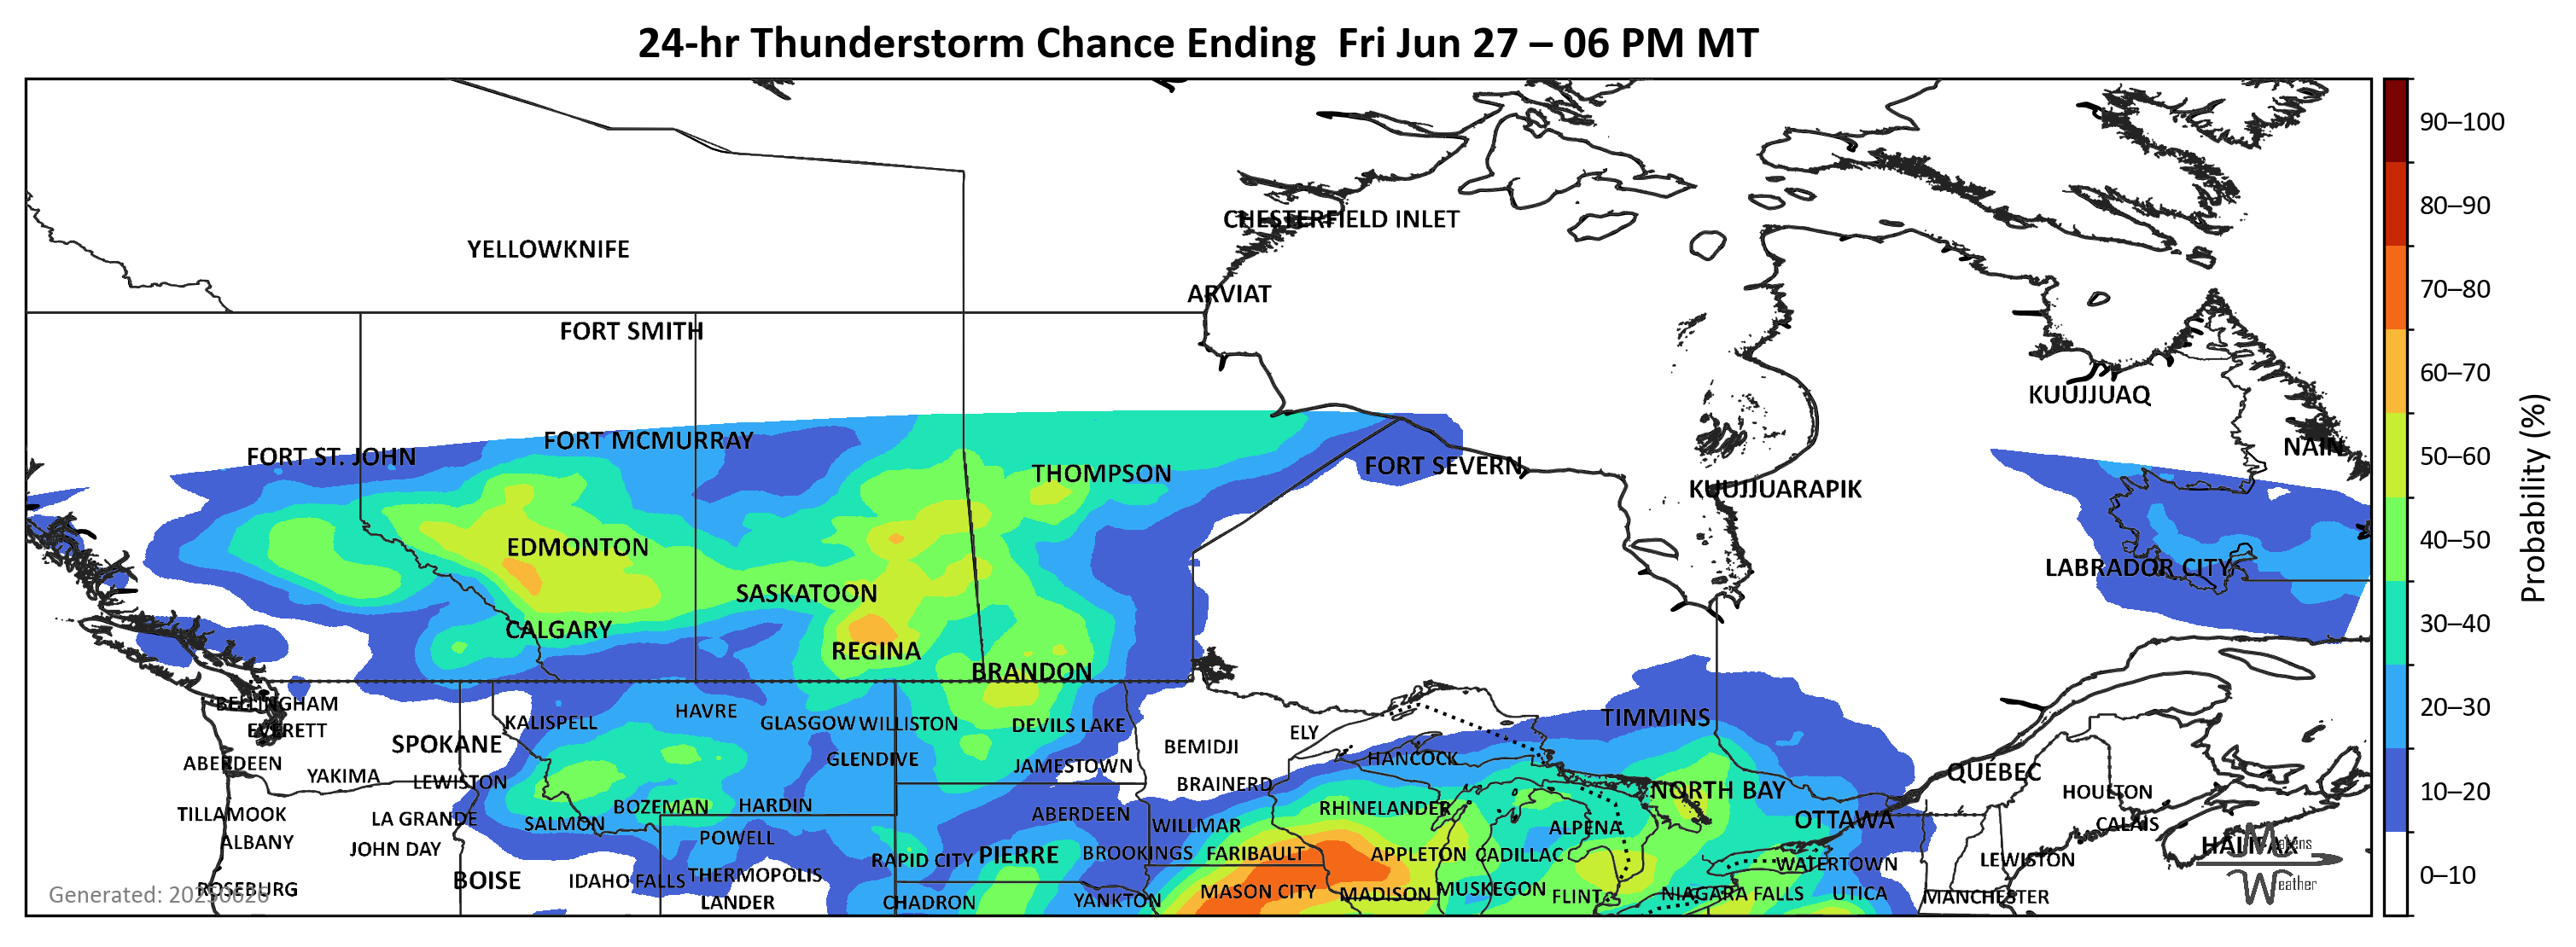 24-hr Thunderstorm Chance Ending  Fri Jun 27 – 06 PM MT
90–100
80–90
70–80
60–70
50–60
40–50
30–40
20–30
10–20
0–10
Probability (%)
CHESTERFIELD INLET
YELLOWKNIFE
ARVIAT
FORT SMITH
KUUJJUAQ
FORT MCMURRAY
NAIN
FORT ST. JOHN
FORT SEVERN
THOMPSON
KUUJJUARAPIK
EDMONTON
LABRADOR CITY
SASKATOON
CALGARY
REGINA
BRANDON
BELLINGHAM
HAVRE
TIMMINS
KALISPELL
GLASGOW
WILLISTON
DEVILS LAKE
EVERETT
ELY
SPOKANE
BEMIDJI
ABERDEEN
GLENDIVE
HANCOCK
JAMESTOWN
QUÉBEC
YAKIMA
LEWISTON
BRAINERD
NORTH BAY
HOULTON
BOZEMAN
HARDIN
RHINELANDER
TILLAMOOK
LA GRANDE
ABERDEEN
OTTAWA
SALMON
WILLMAR
ALPENA
CALAIS
ALBANY
JOHN DAY
POWELL
HALIFAX
Makens
RAPID CITY
PIERRE
BROOKINGS
FARIBAULT
APPLETON
CADILLAC
WATERTOWN
LEWISTON
BOISE
IDAHO FALLS
THERMOPOLIS
Weather
ROSEBURG
Generated: 20250626
MASON CITY
MADISON
MUSKEGON
FLINT
NIAGARA FALLS
UTICA
MANCHESTER
LANDER
CHADRON
YANKTON